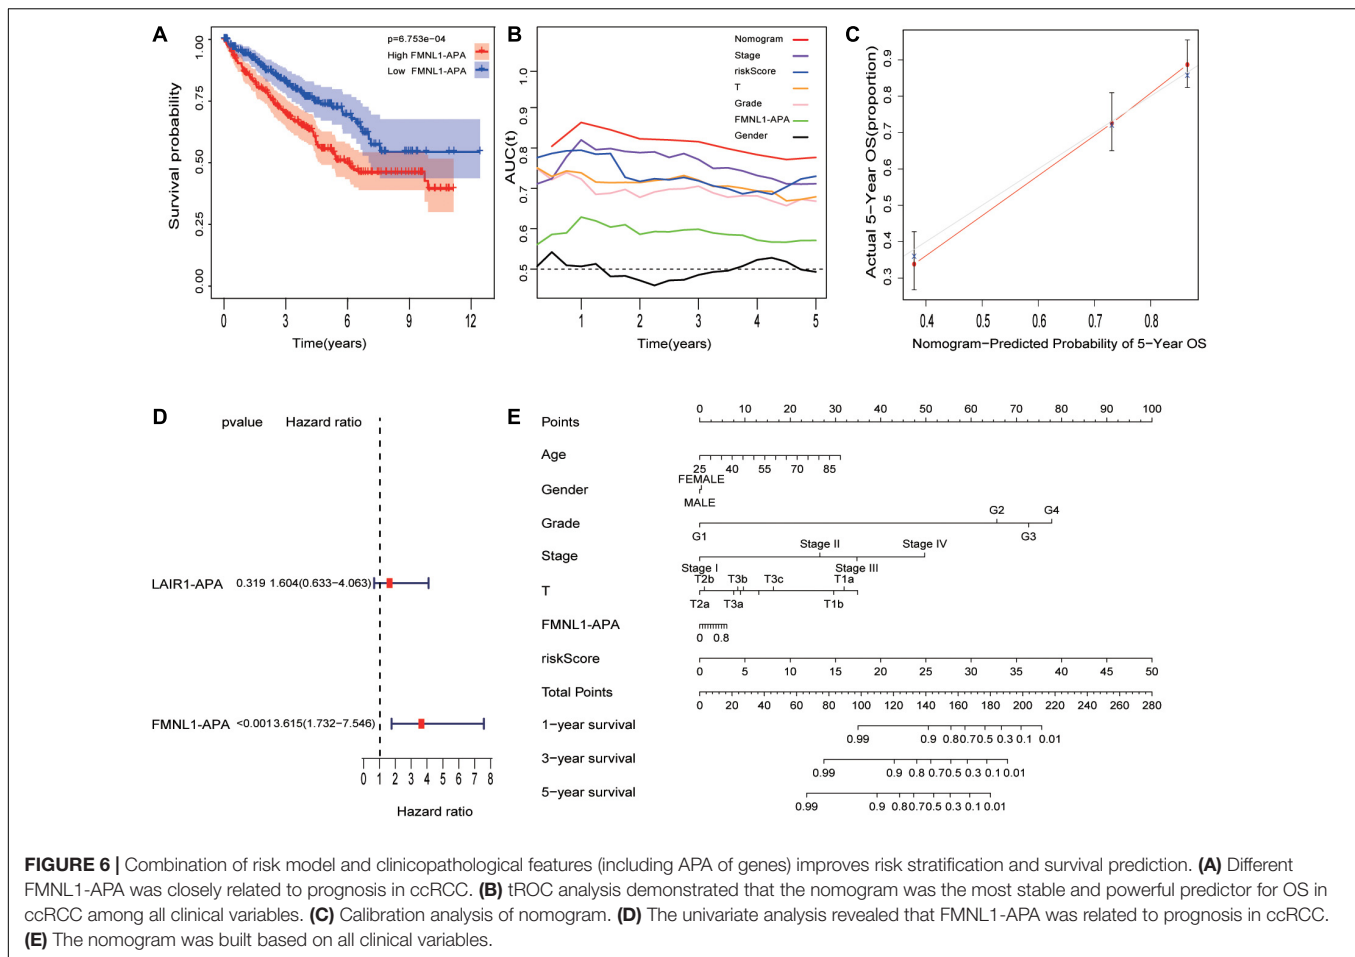 A
p=6.753e−04
High FMNL1−APA
Low FMNL1−APA
Survival probability
1.00
0.75
0.50
0.25
0.00
0 3 6 9 12
Time(years)
B
Nomogram
Stage
riskScore
T
Grade
FMNL1−APA
Gender
AUC(t)
1.0
0.9
0.8
0.7
0.6
0.5
1 2 3 4 5
Time(years)
C
Actual 5−Year OS(proportion)
0.9
0.8
0.7
0.6
0.5
0.4
0.3
0.4 0.5 0.6 0.7 0.8
Nomogram−Predicted Probability of 5−Year OS
D
pvalue Hazard ratio
LAIR1−APA 0.319 1.604(0.633−4.063)
FMNL1−APA <0.001 3.615(1.732−7.546)
0 1 2 3 4 5 6 7 8
Hazard ratio
E
0 10 20 30 40 50 60 70 80 90 100
Points
Age
25 40 55 70 85
FEMALE
Gender
MALE
G2 G4
Grade
G1 G3
Stage II Stage IV
Stage
Stage I Stage III
T2b T3b T3c T1a
T
T2a T3a T1b
FMNL1−APA
0 0.8
riskScore
0 5 10 15 20 25 30 35 40 45 50
Total Points
0 20 40 60 80 100 120 140 160 180 200 220 240 260 280
1−year survival
0.99 0.9 0.8 0.7 0.5 0.3 0.1 0.01
3−year survival
0.99 0.9 0.8 0.7 0.5 0.3 0.1 0.01
5−year survival
0.99 0.9 0.8 0.7 0.5 0.3 0.1 0.01
FIGURE 6 | Combination of risk model and clinicopathological features (including APA of genes) improves risk stratification and survival prediction. (A) Different
FMNL1-APA was closely related to prognosis in ccRCC. (B) tROC analysis demonstrated that the nomogram was the most stable and powerful predictor for OS in
ccRCC among all clinical variables. (C) Calibration analysis of nomogram. (D) The univariate analysis revealed that FMNL1-APA was related to prognosis in ccRCC.
(E) The nomogram was built based on all clinical variables.